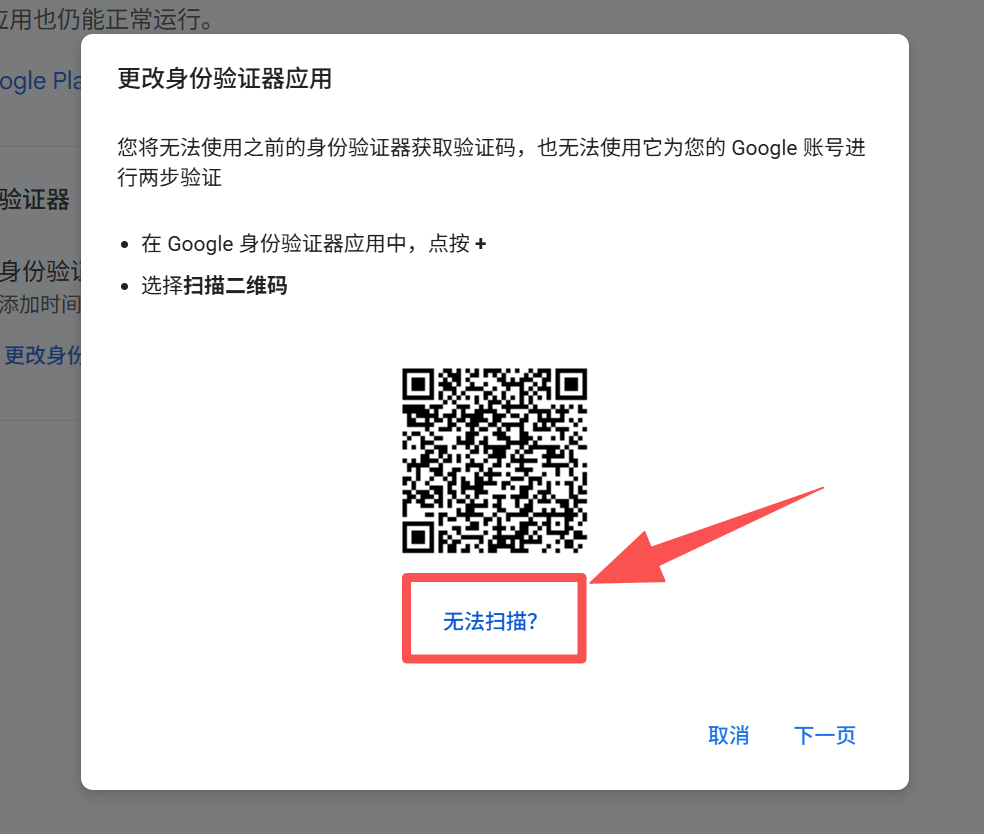 应用也仍能正常运行。
更改身份验证器应用
ogle Pla
您将无法使用之前的身份验证器获取验证码，也无法使用它为您的 Google 账号进
行两步验证
验证器
• 在 Google 身份验证器应用中，点按 +
身份验证
• 选择扫描二维码
添加时间
更改身份
无法扫描？
取消 下一页